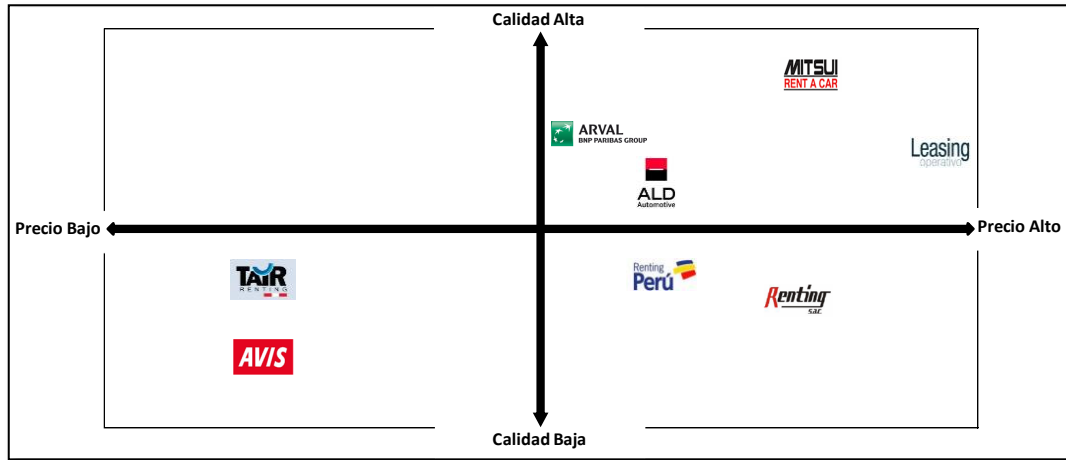 Calidad Alta
MITSUI
RENT A CAR
ARVAL
BNP PARIBAS GROUP
Leasing
operativo
ALD
Automotive
Precio Bajo
Precio Alto
TAIR
RENTING
Renting
Perú
Renting
s.a.c.
AVIS
Calidad Baja